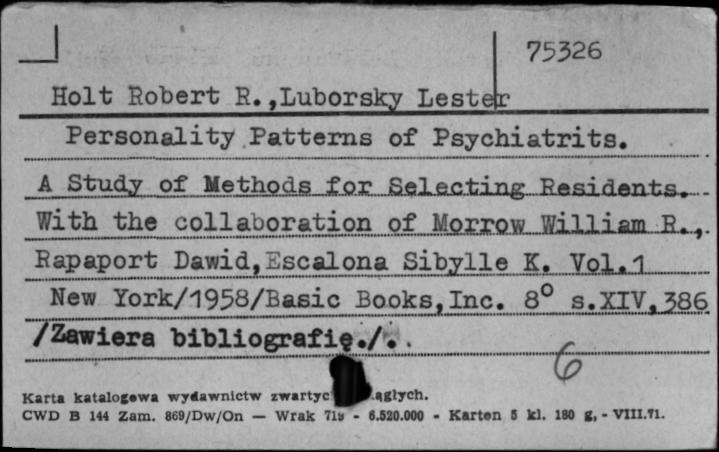 75326
Holt Robert R.,Luborsky Lester
Personality Patterns of Psychiatrits.
A Study of Methods for Selecting Residents.
With the collaboration of Morrow William R.,
Rapaport Dawid,Escalona Sibylle K. Vol.1
New York/1958/Basic Books,Inc. 8° s.XIV,386
/Zawiera bibliografię./.
6
Karta katalogowa wydawnictw
CWD B 144 Zam. 869/Dw/On — Wrak 719 - 6.520.000 - Karton 5 kl. 180 g, - VIII.71.